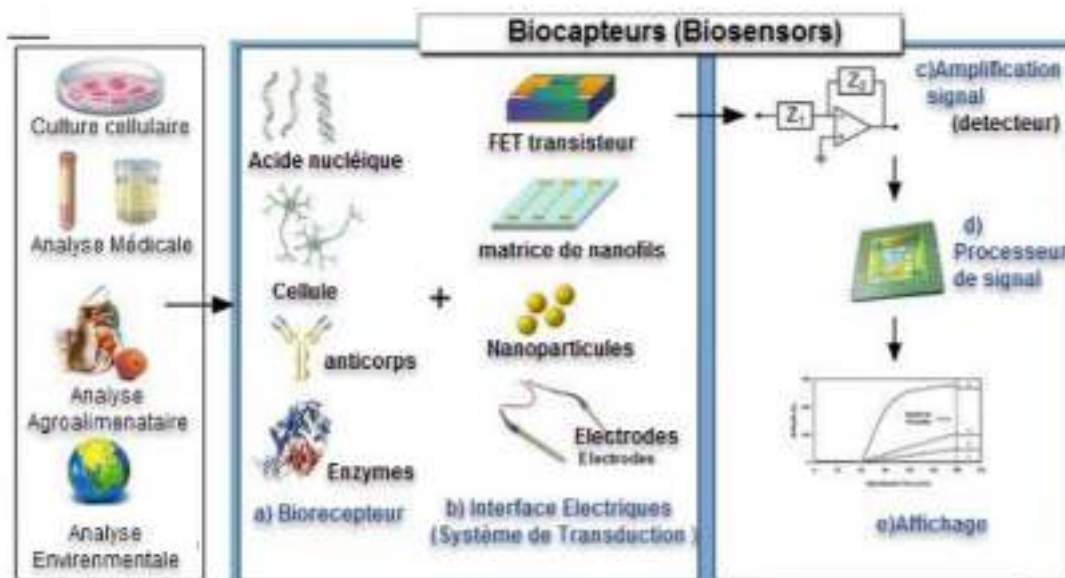 Biocapteurs (Biosensors)
Culture cellulaire
Analyse Médicale
Analyse
Agroalimenataire
Analyse
Envirenmentale
Acide nucléique
Cellule
+
anticorps
Enzymes
a) Biorecepteur
FET transisteur
matrice de nanofils
Nanoparticules
Electrodes
Electrodes
b) Interface Electriques
(Système de Transduction )
Z1
Z2
c)Amplification
signal
(detecteur)
d)
Processeur
de signal
e)Affichage